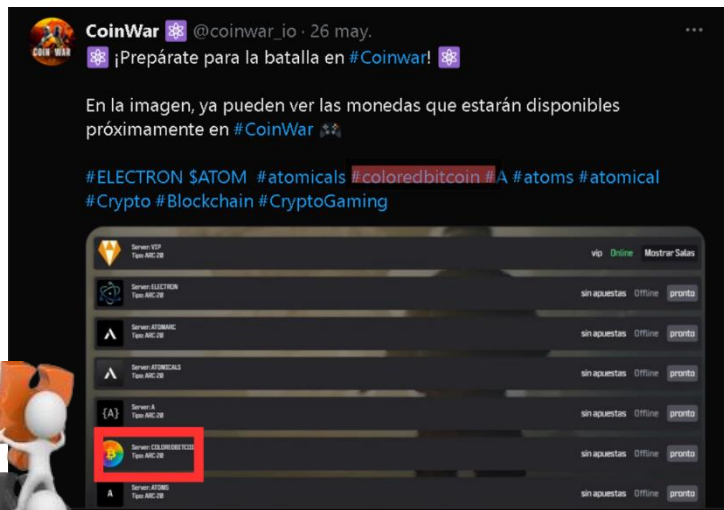 CoinWar @coinwar_io · 26 may.
¡Prepárate para la batalla en #Coinwar!
En la imagen, ya pueden ver las monedas que estarán disponibles
próximamente en #CoinWar
#ELECTRON $ATOM #atomicals #coloredbitcoin #A #atoms #atomical
#Crypto #Blockchain #CryptoGaming
COIN WAR
Server: VIP
Tipo: ARC-20
vip Online Mostrar Salas
Server: ELECTRON
Tipo: ARC-20
sin apuestas Offline pronto
Server: ATOMARC
Tipo: ARC-20
sin apuestas Offline pronto
Server: ATOMICALS
Tipo: ARC-20
sin apuestas Offline pronto
{A}
Server: A
Tipo: ARC-20
sin apuestas Offline pronto
Server: COLOREDBITCOI
Tipo: ARC-20
sin apuestas Offline pronto
A
Server: ATOMS
Tipo: ARC-20
sin apuestas Offline pronto